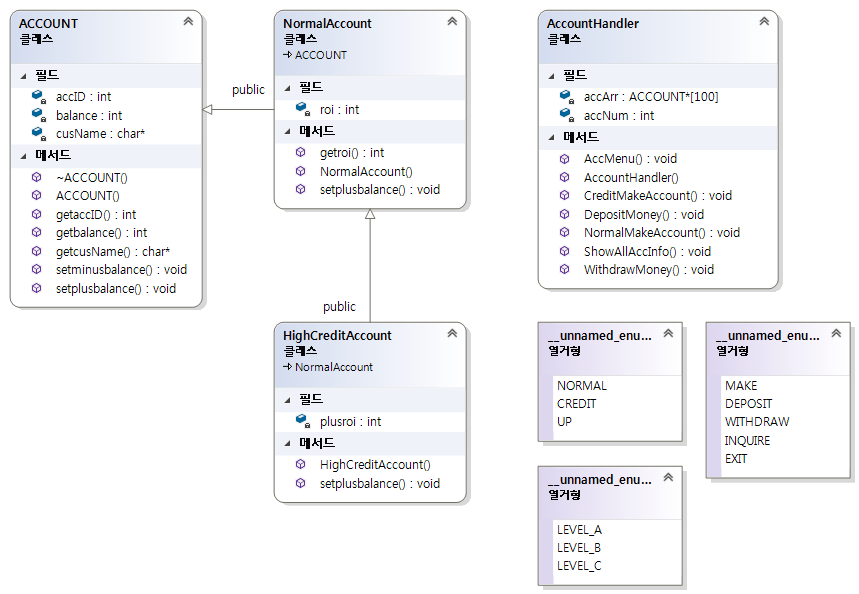 ACCOUNT
클래스
필드
accID : int
balance : int
cusName : char*
메서드
~ACCOUNT()
ACCOUNT()
getaccID() : int
getbalance() : int
getcusName() : char*
setminusbalance() : void
setplusbalance() : void
public
NormalAccount
클래스
ACCOUNT
필드
roi : int
메서드
getroi() : int
NormalAccount()
setplusbalance() : void
public
HighCreditAccount
클래스
NormalAccount
필드
plusroi : int
메서드
HighCreditAccount()
setplusbalance() : void
AccountHandler
클래스
필드
accArr : ACCOUNT*[100]
accNum : int
메서드
AccMenu() : void
AccountHandler()
CreditMakeAccount() : void
DepositMoney() : void
NormalMakeAccount() : void
ShowAllAccInfo() : void
WithdrawMoney() : void
__unnamed_enu...
열거형
NORMAL
CREDIT
UP
__unnamed_enu...
열거형
MAKE
DEPOSIT
WITHDRAW
INQUIRE
EXIT
__unnamed_enu...
열거형
LEVEL_A
LEVEL_B
LEVEL_C